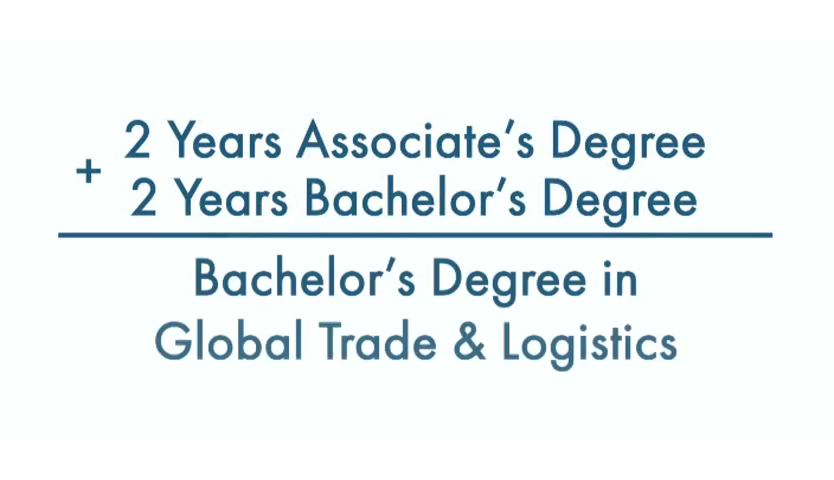 2 Years Associate's Degree
+ 2 Years Bachelor's Degree
Bachelor's Degree in
Global Trade & Logistics